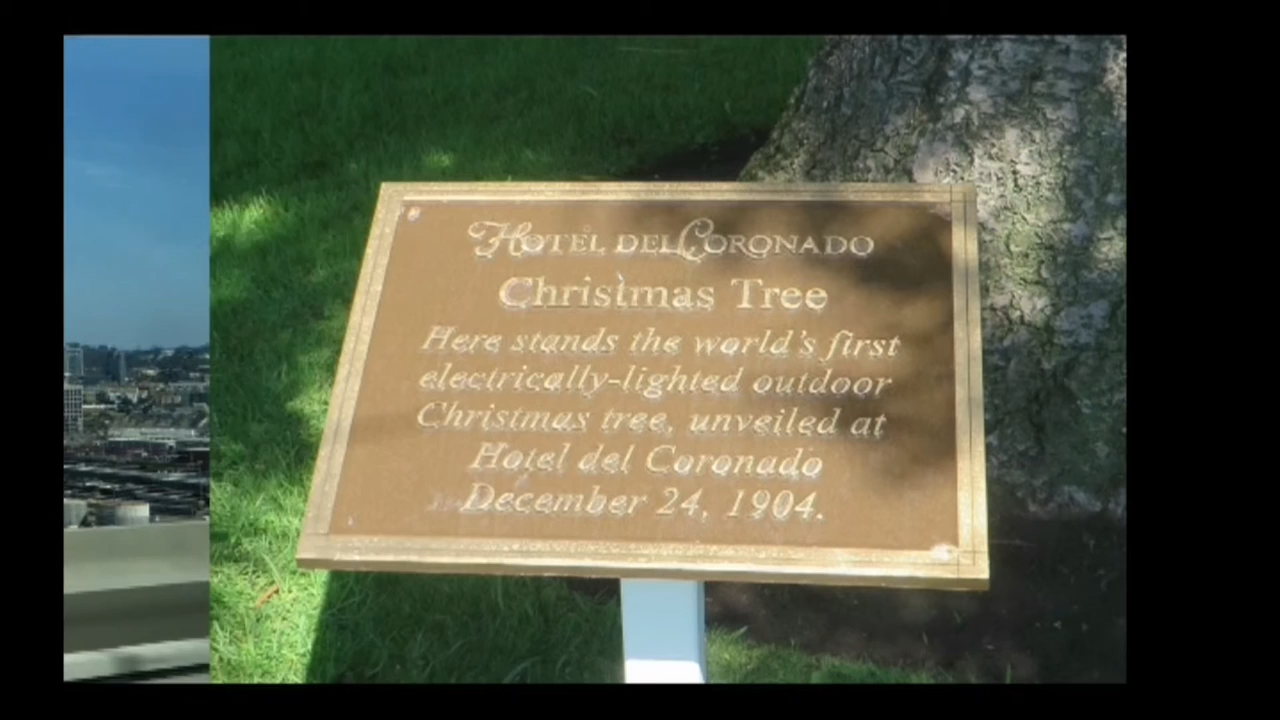 HOTEL DEL CORONADO
Christmas Tree
Here stands the world's first
electrically-lighted outdoor
Christmas tree, unveiled at
Hotel del Coronado
December 24, 1904.